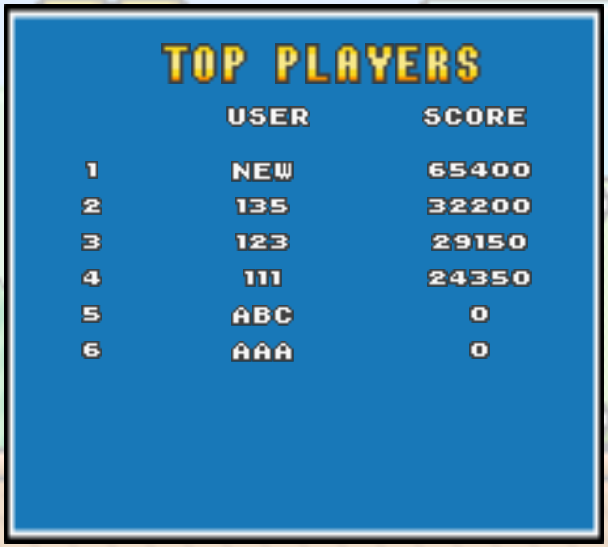 TOP PLAYERS
USER SCORE
1 NEW 65400
2 135 32200
3 123 29150
4 111 24350
5 ABC 0
6 AAA 0